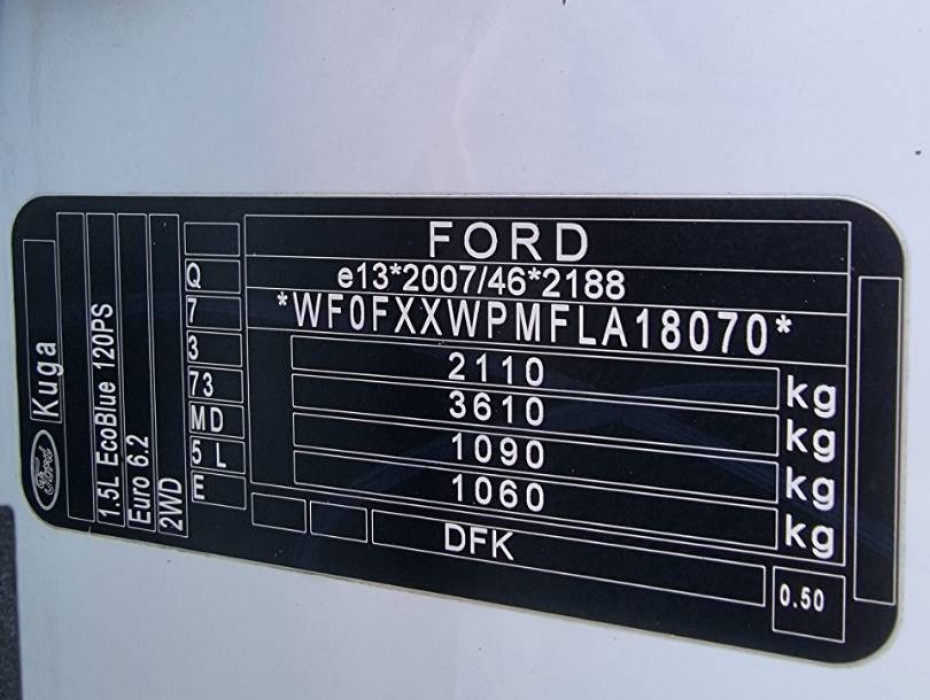 FORD
e13*2007/46*2188
*WF0FXXWPMFLA18070*
2110 kg
3610 kg
1090 kg
1060 kg
DFK
0.50
Q
7
3
73
MD
5 L
E
Ford Kuga
1.5L EcoBlue 120PS
Euro 6.2
2WD